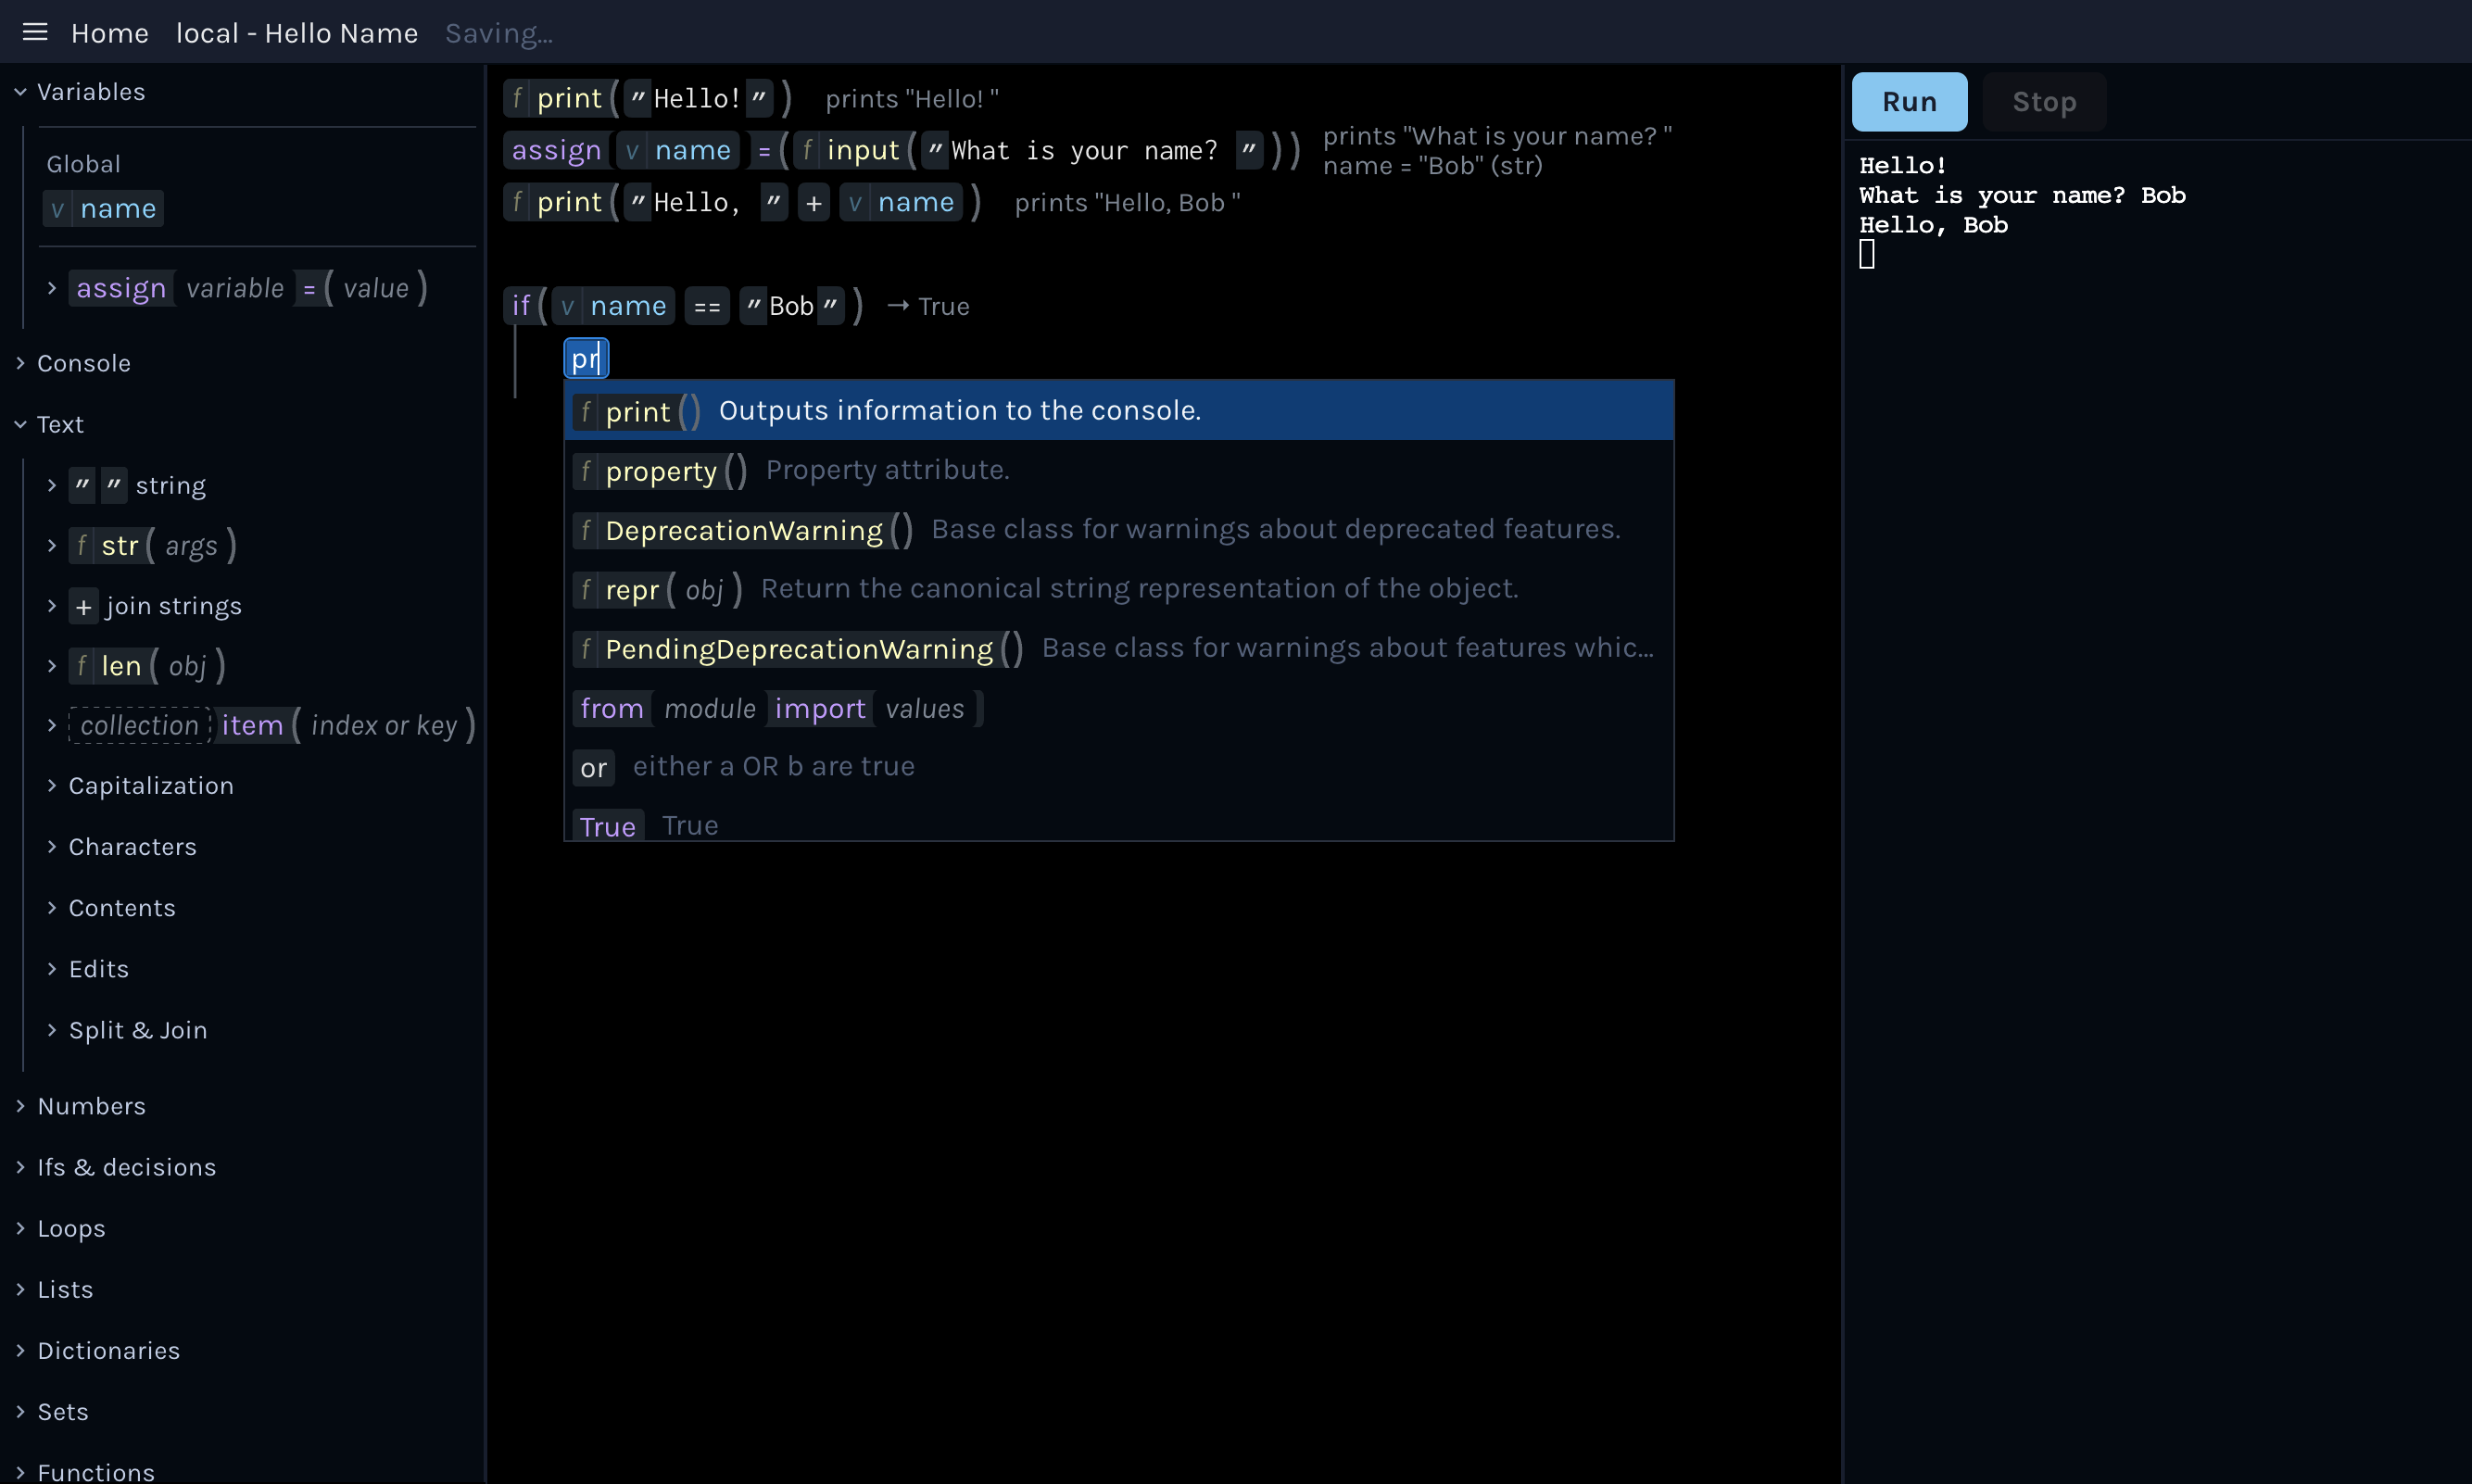 Home local - Hello Name Saving...
Variables
Global
v name
assign variable =( value )
Console
Text
" " string
f str( args )
+ join strings
f len( obj )
collection item( index or key )
Capitalization
Characters
Contents
Edits
Split & Join
Numbers
Ifs & decisions
Loops
Lists
Dictionaries
Sets
Functions
f print("Hello!") prints "Hello! "
assign v name =( f input("What is your name? ")) prints "What is your name? "
name = "Bob" (str)
f print("Hello, " + v name ) prints "Hello, Bob "
if( v name == "Bob" ) → True
pr
f print() Outputs information to the console.
f property() Property attribute.
f DeprecationWarning() Base class for warnings about deprecated features.
f repr( obj ) Return the canonical string representation of the object.
f PendingDeprecationWarning() Base class for warnings about features whic...
from module import values
or either a OR b are true
True True
Run Stop
Hello!
What is your name? Bob
Hello, Bob